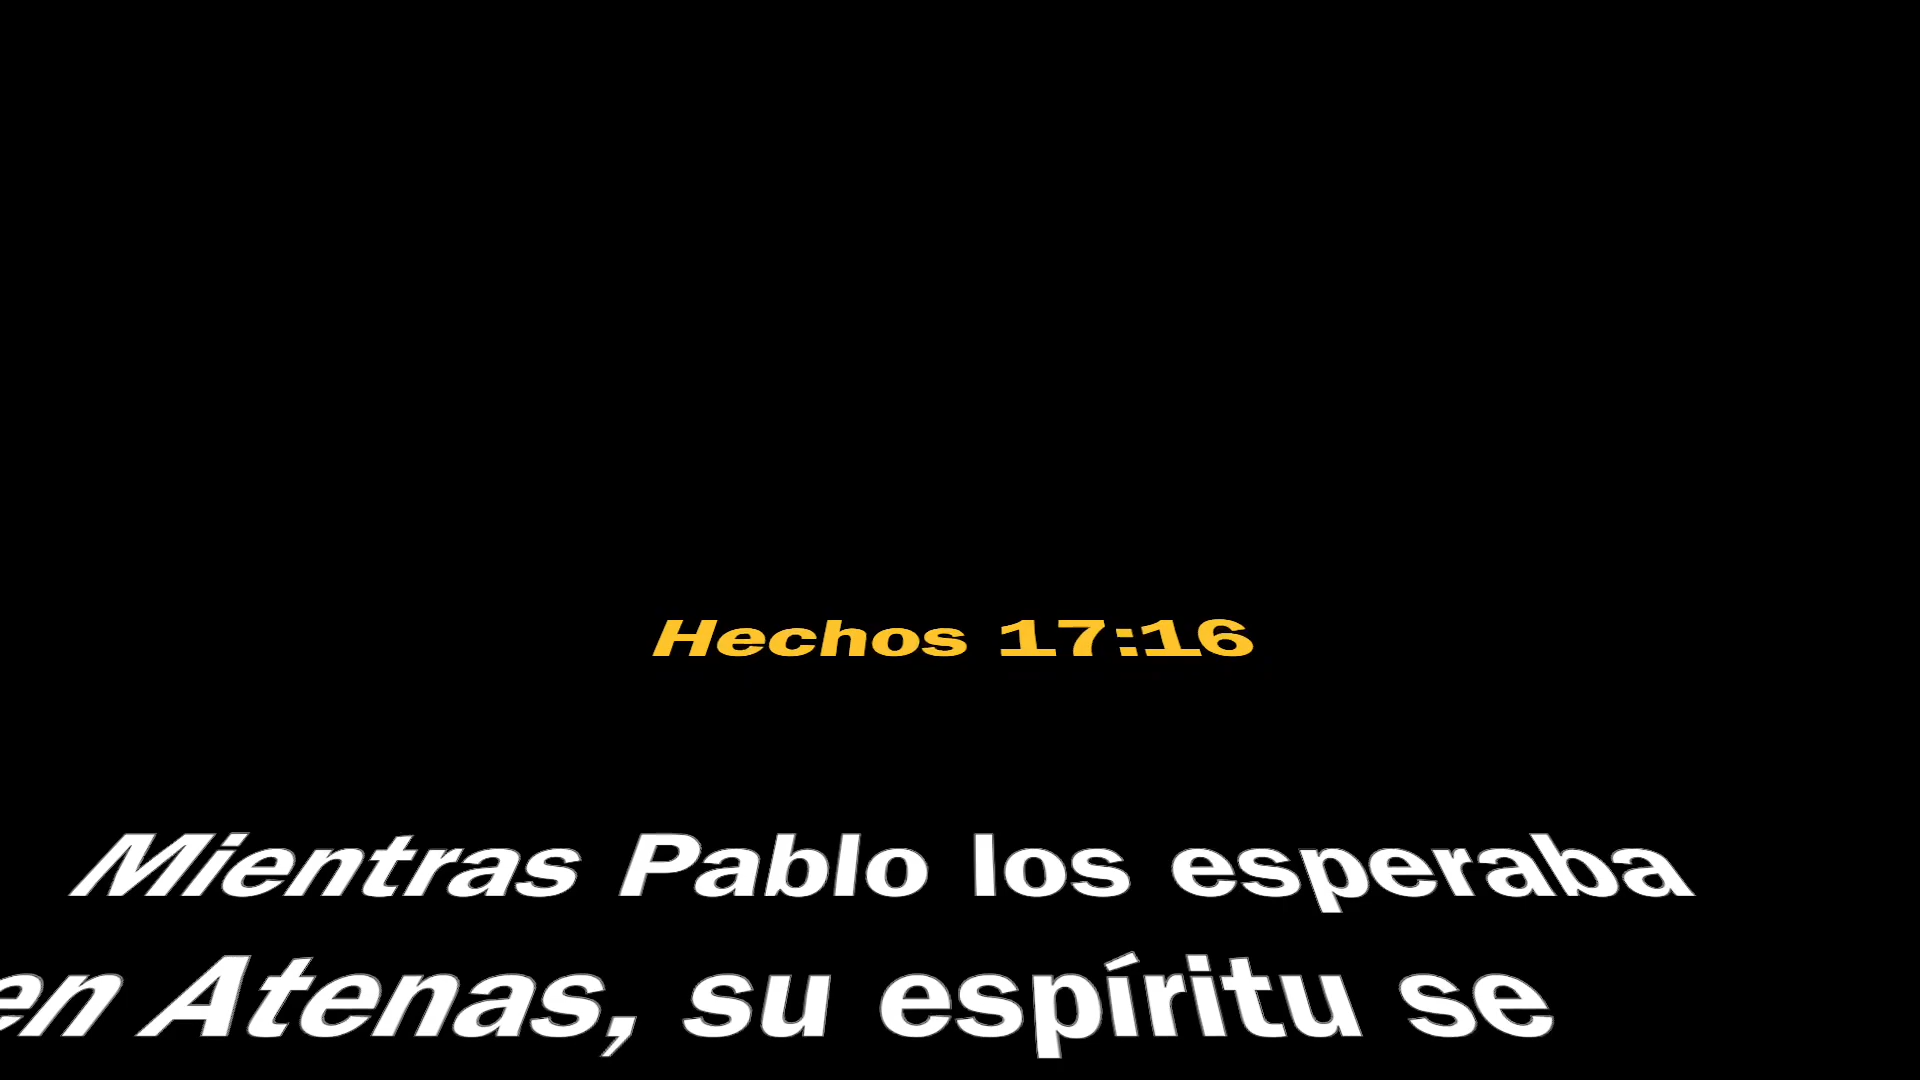 Hechos 17:16
Mientras Pablo los esperaba
en Atenas, su espíritu se